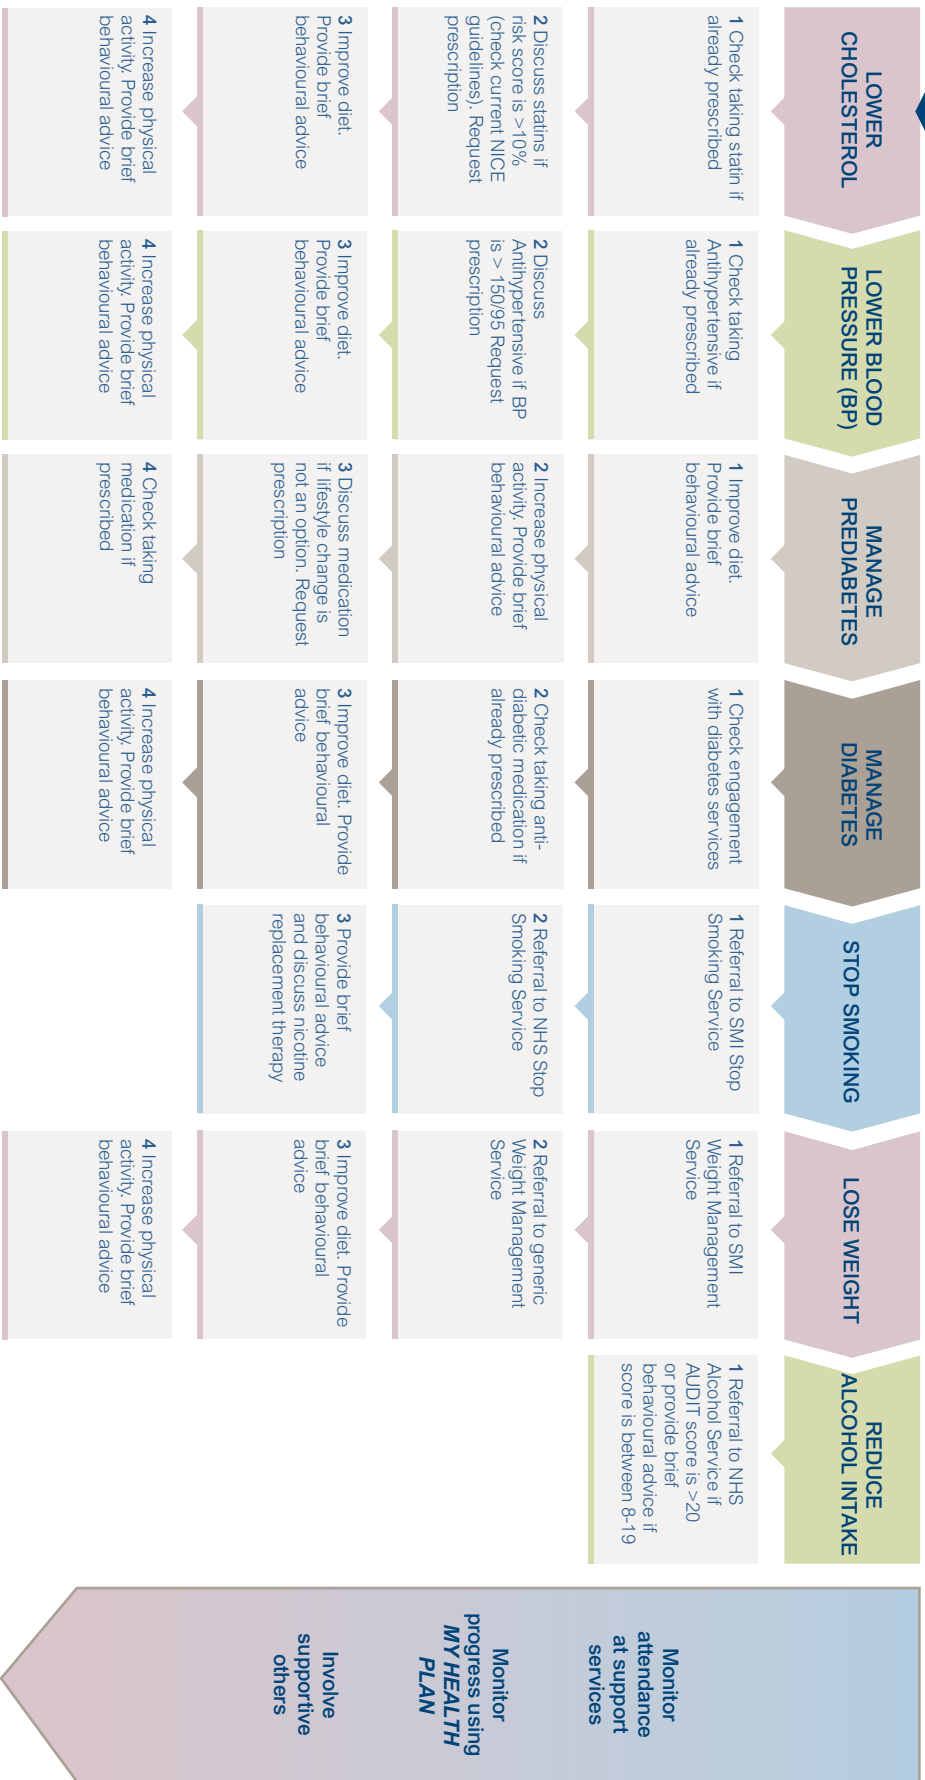 LOWER
CHOLESTEROL
1 Check taking statin if
already prescribed
2 Discuss statins if
risk score is >10%
(check current NICE
guidelines). Request
prescription
3 Improve diet.
Provide brief
behavioural advice
4 Increase physical
activity. Provide brief
behavioural advice
LOWER BLOOD
PRESSURE (BP)
1 Check taking
Antihypertensive if
already prescribed
2 Discuss
Antihypertensive if BP
is > 150/95 Request
prescription
3 Improve diet.
Provide brief
behavioural advice
4 Increase physical
activity. Provide brief
behavioural advice
MANAGE
PREDIABETES
1 Improve diet.
Provide brief
behavioural advice
2 Increase physical
activity. Provide brief
behavioural advice
3 Discuss medication
if lifestyle change is
not an option. Request
prescription
4 Check taking
medication if
prescribed
MANAGE
DIABETES
1 Check engagement
with diabetes services
2 Check taking anti-
diabetic medication if
already prescribed
3 Improve diet. Provide
brief behavioural
advice
4 Increase physical
activity. Provide brief
behavioural advice
STOP SMOKING
1 Referral to SMI Stop
Smoking Service
2 Referral to NHS Stop
Smoking Service
3 Provide brief
behavioural advice
and discuss nicotine
replacement therapy
LOSE WEIGHT
1 Referral to SMI
Weight Management
Service
2 Referral to generic
Weight Management
Service
3 Improve diet. Provide
brief behavioural
advice
4 Increase physical
activity. Provide brief
behavioural advice
REDUCE
ALCOHOL INTAKE
1 Referral to NHS
Alcohol Service if
AUDIT score is >20
or provide brief
behavioural advice if
score is between 8-19
Monitor
attendance
at support
services
Monitor
progress using
MY HEALTH
PLAN
Involve
supportive
others